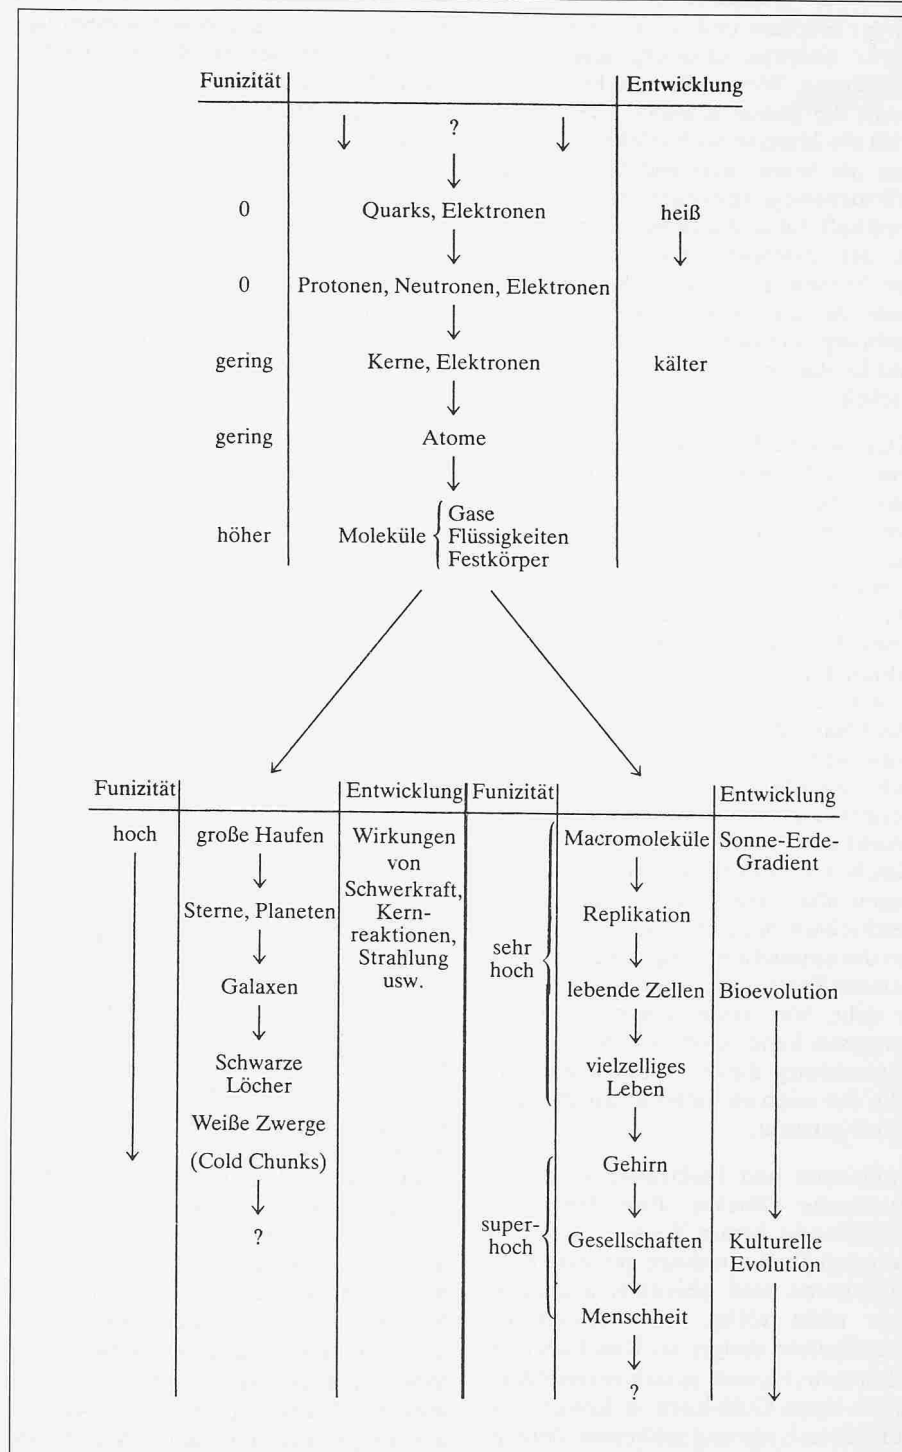 Funizität Entwicklung
?
0 Quarks, Elektronen heiß
0 Protonen, Neutronen, Elektronen
gering Kerne, Elektronen kälter
gering Atome
höher Moleküle { Gase
Flüssigkeiten
Festkörper
Funizität Entwicklung
hoch große Haufen Wirkungen
von
Schwerkraft,
Sterne, Planeten Kern-
reaktionen,
Strahlung
Galaxen usw.
Schwarze
Löcher
Weiße Zwerge
(Cold Chunks)
?
Funizität Entwicklung
Macromoleküle Sonne-Erde-
Gradient
Replikation
sehr
hoch
lebende Zellen Bioevolution
vielzelliges
Leben
Gehirn
super-
hoch
Gesellschaften Kulturelle
Evolution
Menschheit
?